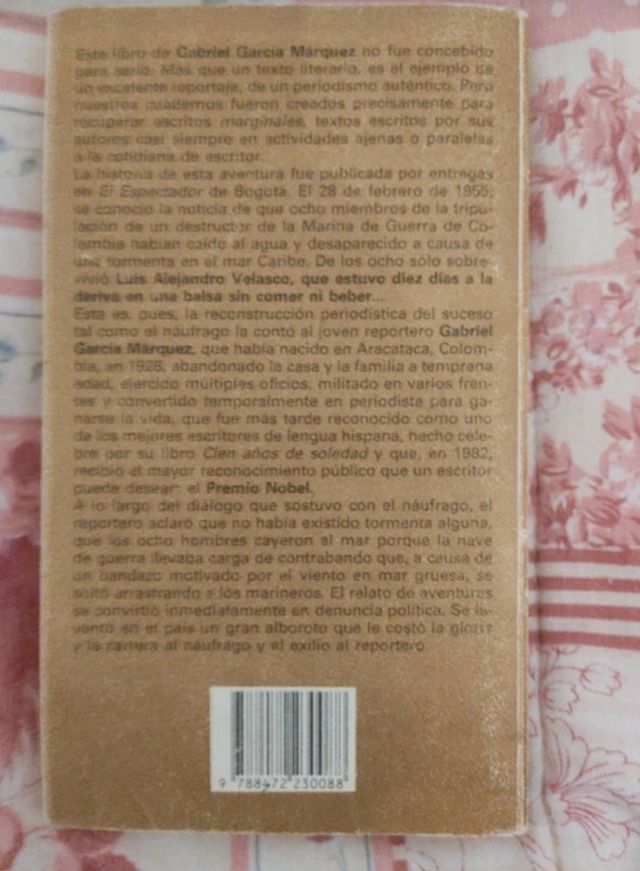 Este libro de Gabriel García Márquez no fue concebido
para serlo. Más que un texto literario, es el ejemplo de
un excelente reportaje, de un periodismo auténtico. Pero
nuestros cuadernos fueron creados precisamente para
recuperar escritos marginales, textos escritos por sus
autores casi siempre en actividades ajenas o paralelas
a la cotidiana de escritor.
La historia de esta aventura fue publicada por entregas
en El Espectador de Bogotá. El 28 de febrero de 1955,
se conoció la noticia de que ocho miembros de la tripu-
lación de un destructor de la Marina de Guerra de Co-
lombia habían caído al agua y desaparecido a causa de
una tormenta en el mar Caribe. De los ocho sólo sobre-
vivió Luis Alejandro Velasco, que estuvo diez días a la
deriva en una balsa sin comer ni beber...
Esta es, pues, la reconstrucción periodística del suceso
tal como el náufrago la contó al joven reportero Gabriel
García Márquez, que había nacido en Aracataca, Colom-
bia, en 1928, abandonado la casa y la familia a temprana
edad, ejercido múltiples oficios, militado en varios fren-
tes y convertido temporalmente en periodista para ga-
narse la vida, que fue más tarde reconocido como uno
de los mejores escritores de lengua hispana, hecho céle-
bre por su libro Cien años de soledad y que, en 1982,
recibió el mayor reconocimiento público que un escritor
puede desear: el Premio Nobel.
A lo largo del diálogo que sostuvo con el náufrago, el
reportero aclaró que no había existido tormenta alguna,
que los ocho hombres cayeron al mar porque la nave
de guerra llevaba carga de contrabando que, a causa de
un bandazo motivado por el viento en mar gruesa, se
soltó arrastrando a los marineros. El relato de aventuras
se convirtió inmediatamente en denuncia política. Se le-
vantó en el país un gran alboroto que le costó la gloria
y la carrera al náufrago y el exilio al reportero.
9 788472 230088